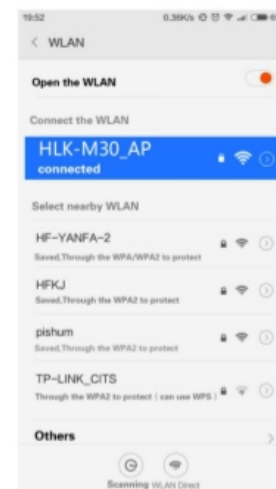 19:52 0.36K/s
WLAN
Open the WLAN
Connect the WLAN
HLK-M30_AP
connected
Select nearby WLAN
HF-YANFA-2
Saved,Through the WPA/WPA2 to protect
HFKJ
Saved,Through the WPA2 to protect
pishum
Saved,Through the WPA2 to protect
TP-LINK_CITS
Through the WPA2 to protect ( can use WPS )
Others
Scanning WLAN Direct